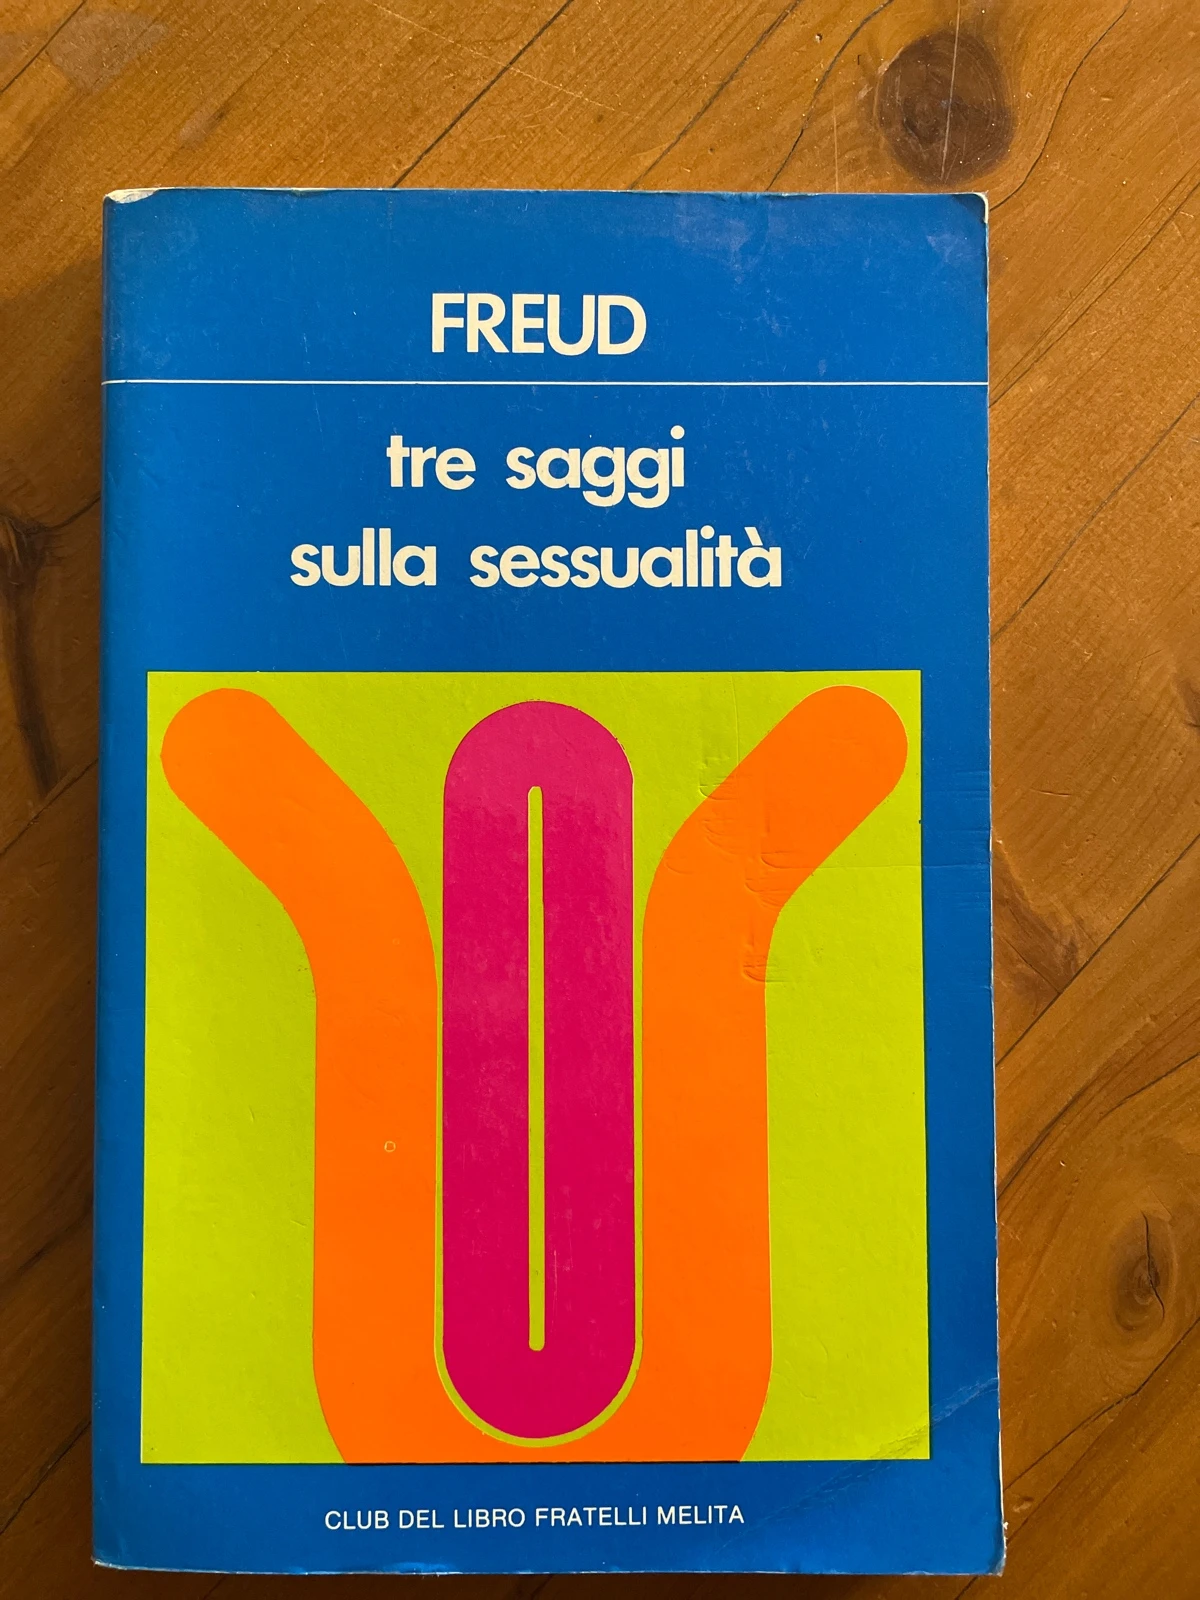 FREUD
tre saggi
sulla sessualità
CLUB DEL LIBRO FRATELLI MELITA